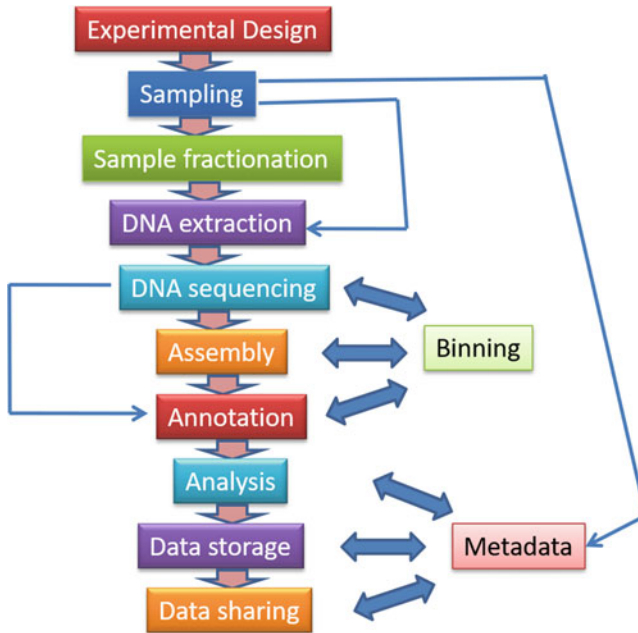 Experimental Design
Sampling
Sample fractionation
DNA extraction
DNA sequencing
Assembly
Binning
Annotation
Analysis
Data storage
Metadata
Data sharing